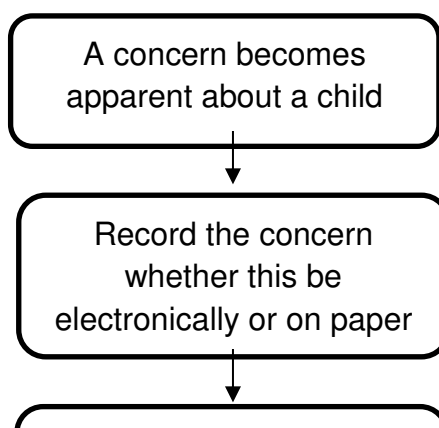 A concern becomes
apparent about a child
Record the concern
whether this be
electronically or on paper